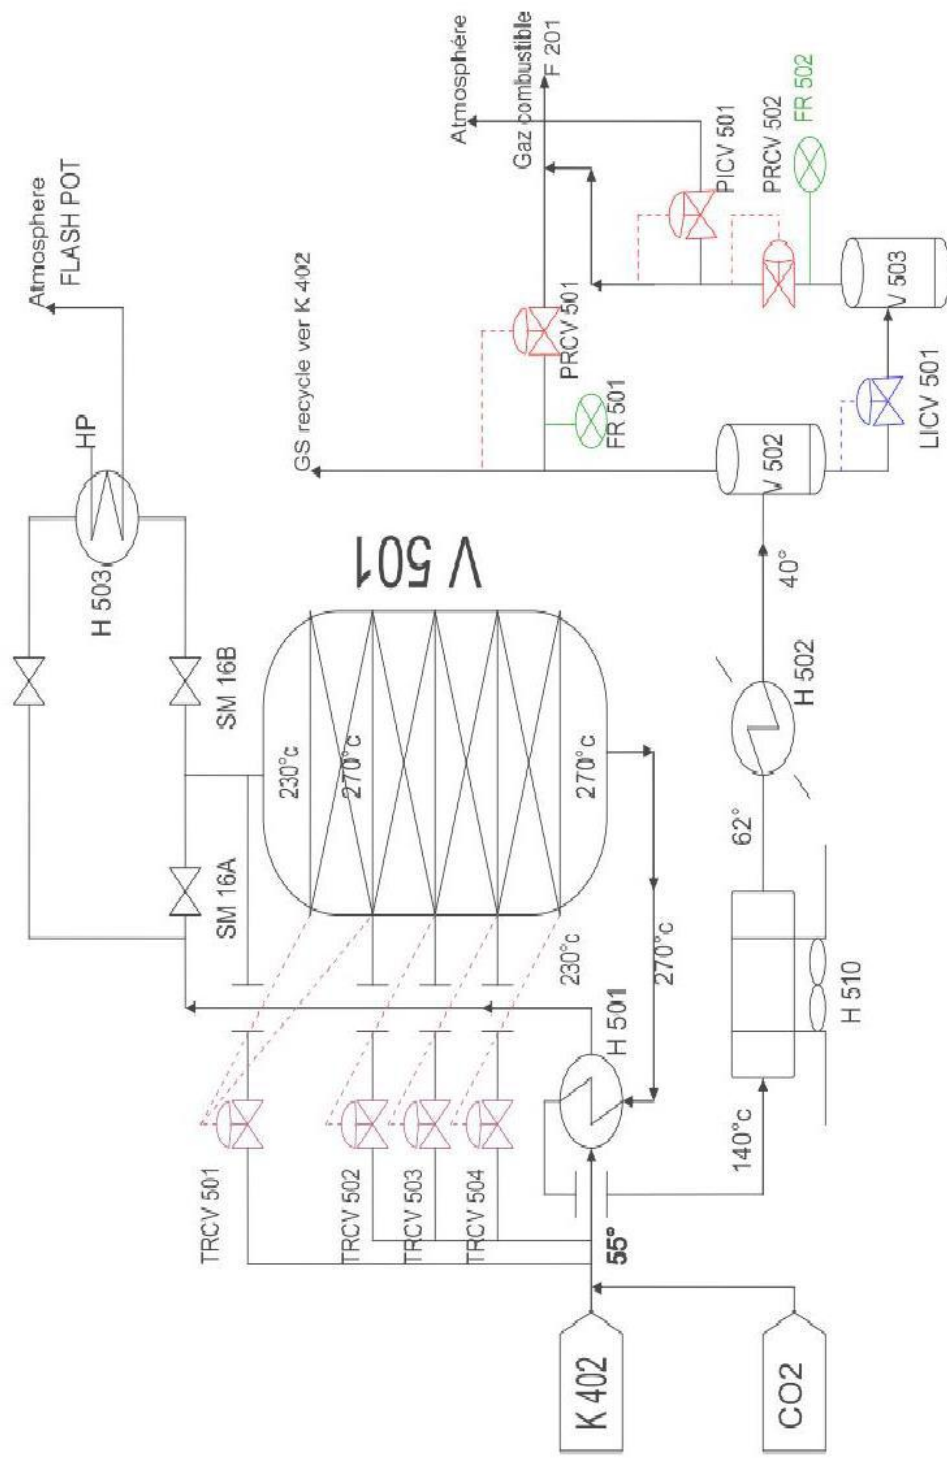 Atmosphere
FLASH POT
HP
H 503
SM 16B
SM 16A
GS recycle ver K 402
Atmosphére
Gaz combustible
F 201
PRCV 501
FR 501
PICV 501
PRCV 502
FR 502
V 503
LICV 501
V 502
V 501
230°c
270°c
270°c
230°c
270°c
H 501
TRCV 501
TRCV 502
TRCV 503
TRCV 504
55°
K 402
CO2
140°c
H 510
62°
H 502
40°